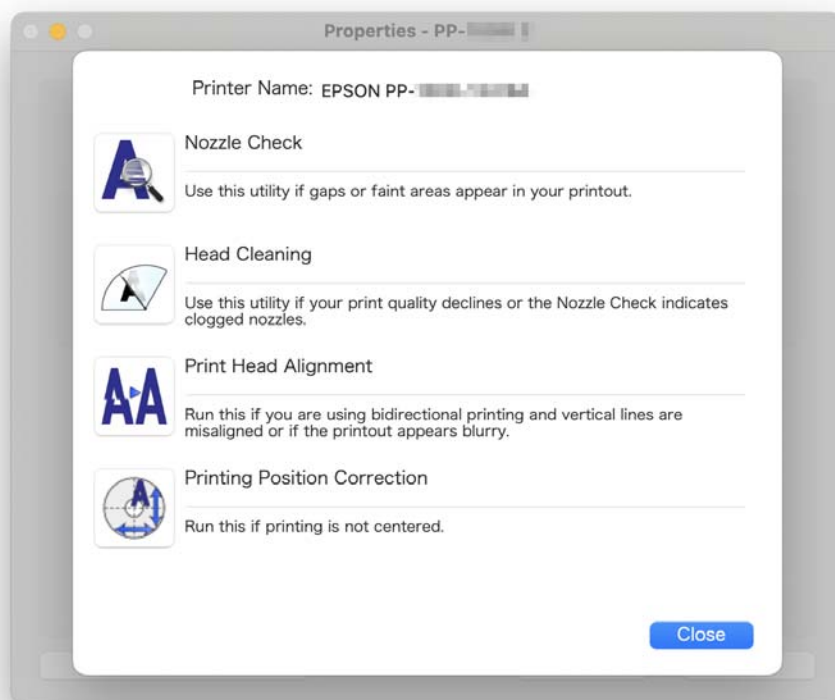 Properties - PP-
Printer Name: EPSON PP-
Nozzle Check
Use this utility if gaps or faint areas appear in your printout.
Head Cleaning
Use this utility if your print quality declines or the Nozzle Check indicates
clogged nozzles.
Print Head Alignment
Run this if you are using bidirectional printing and vertical lines are
misaligned or if the printout appears blurry.
Printing Position Correction
Run this if printing is not centered.
Close